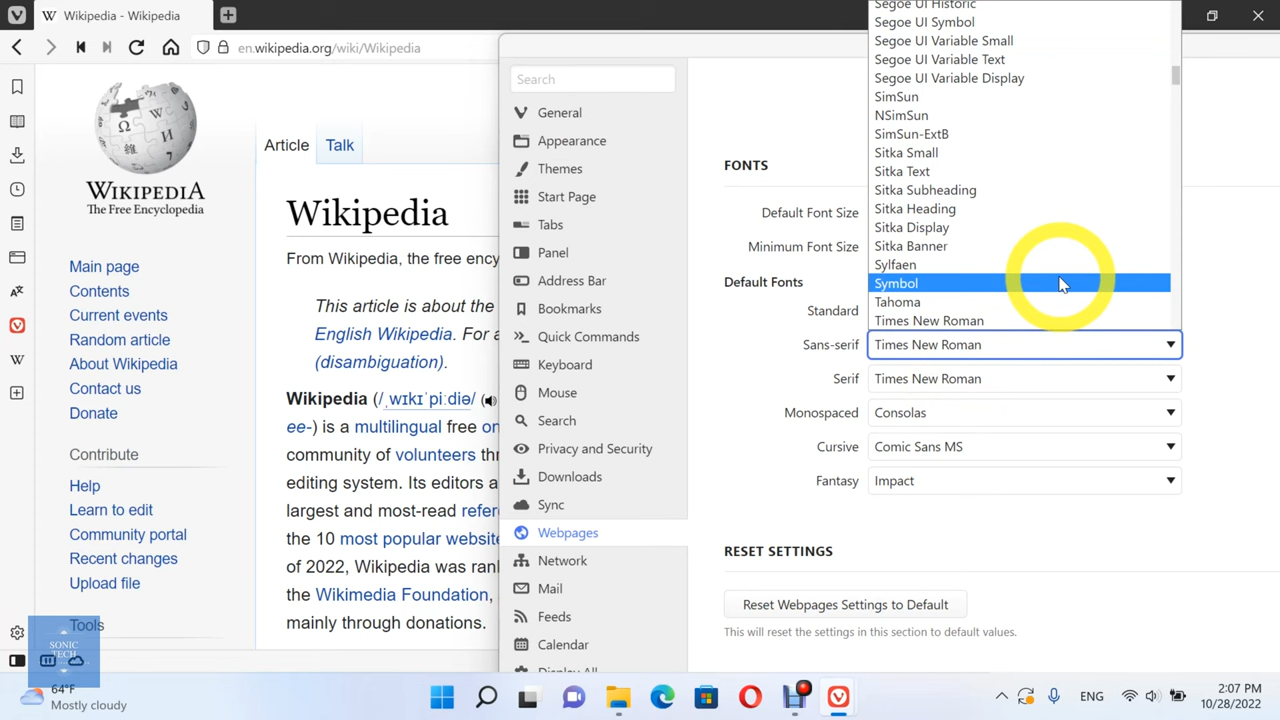 Wikipedia - Wikipedia
en.wikipedia.org/wiki/Wikipedia
WIKIPEDIA
The Free Encyclopedia
Main page
Contents
Current events
Random article
About Wikipedia
Contact us
Donate
Contribute
Help
Learn to edit
Community portal
Recent changes
Upload file
Tools
Article Talk
Wikipedia
From Wikipedia, the free ency
This article is about the
English Wikipedia. For a
(disambiguation).
Wikipedia (/ˌwɪkɪˈpiːdiə/
ee-) is a multilingual free on
community of volunteers thr
editing system. Its editors a
largest and most-read refer
the 10 most popular website
of 2022, Wikipedia was rank
the Wikimedia Foundation,
mainly through donations.
Search
General
Appearance
Themes
Start Page
Tabs
Panel
Address Bar
Bookmarks
Quick Commands
Keyboard
Mouse
Search
Privacy and Security
Downloads
Sync
Webpages
Network
Mail
Feeds
Calendar
Display All
FONTS
Default Font Size
Minimum Font Size
Default Fonts
Standard
Segoe UI Historic
Segoe UI Symbol
Segoe UI Variable Small
Segoe UI Variable Text
Segoe UI Variable Display
SimSun
NSimSun
SimSun-ExtB
Sitka Small
Sitka Text
Sitka Subheading
Sitka Heading
Sitka Display
Sitka Banner
Sylfaen
Symbol
Tahoma
Times New Roman
Sans-serif Times New Roman
Serif Times New Roman
Monospaced Consolas
Cursive Comic Sans MS
Fantasy Impact
RESET SETTINGS
Reset Webpages Settings to Default
This will reset the settings in this section to default values.
SONIC
TECH
64°F
Mostly cloudy
ENG
2:07 PM
10/28/2022